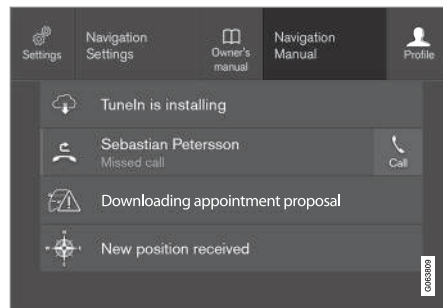 Settings
Navigation
Settings
Owner's
manual
Navigation
Manual
Profile
TuneIn is installing
Sebastian Petersson
Missed call
Call
Downloading appointment proposal
New position received
G063809